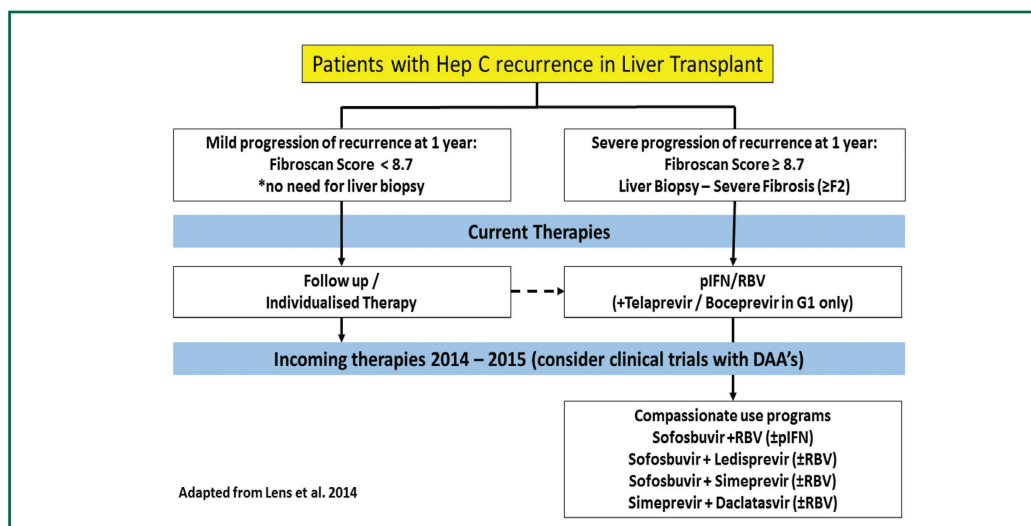 Patients with Hep C recurrence in Liver Transplant
Mild progression of recurrence at 1 year:
Fibroscan Score < 8.7
*no need for liver biopsy
Severe progression of recurrence at 1 year:
Fibroscan Score ≥ 8.7
Liver Biopsy – Severe Fibrosis (≥F2)
Current Therapies
Follow up /
Individualised Therapy
pIFN/RBV
(+Telaprevir / Boceprevir in G1 only)
Incoming therapies 2014 – 2015 (consider clinical trials with DAA's)
Compassionate use programs
Sofosbuvir +RBV (±pIFN)
Sofosbuvir + Ledisprevir (±RBV)
Sofosbuvir + Simeprevir (±RBV)
Simeprevir + Daclatasvir (±RBV)
Adapted from Lens et al. 2014